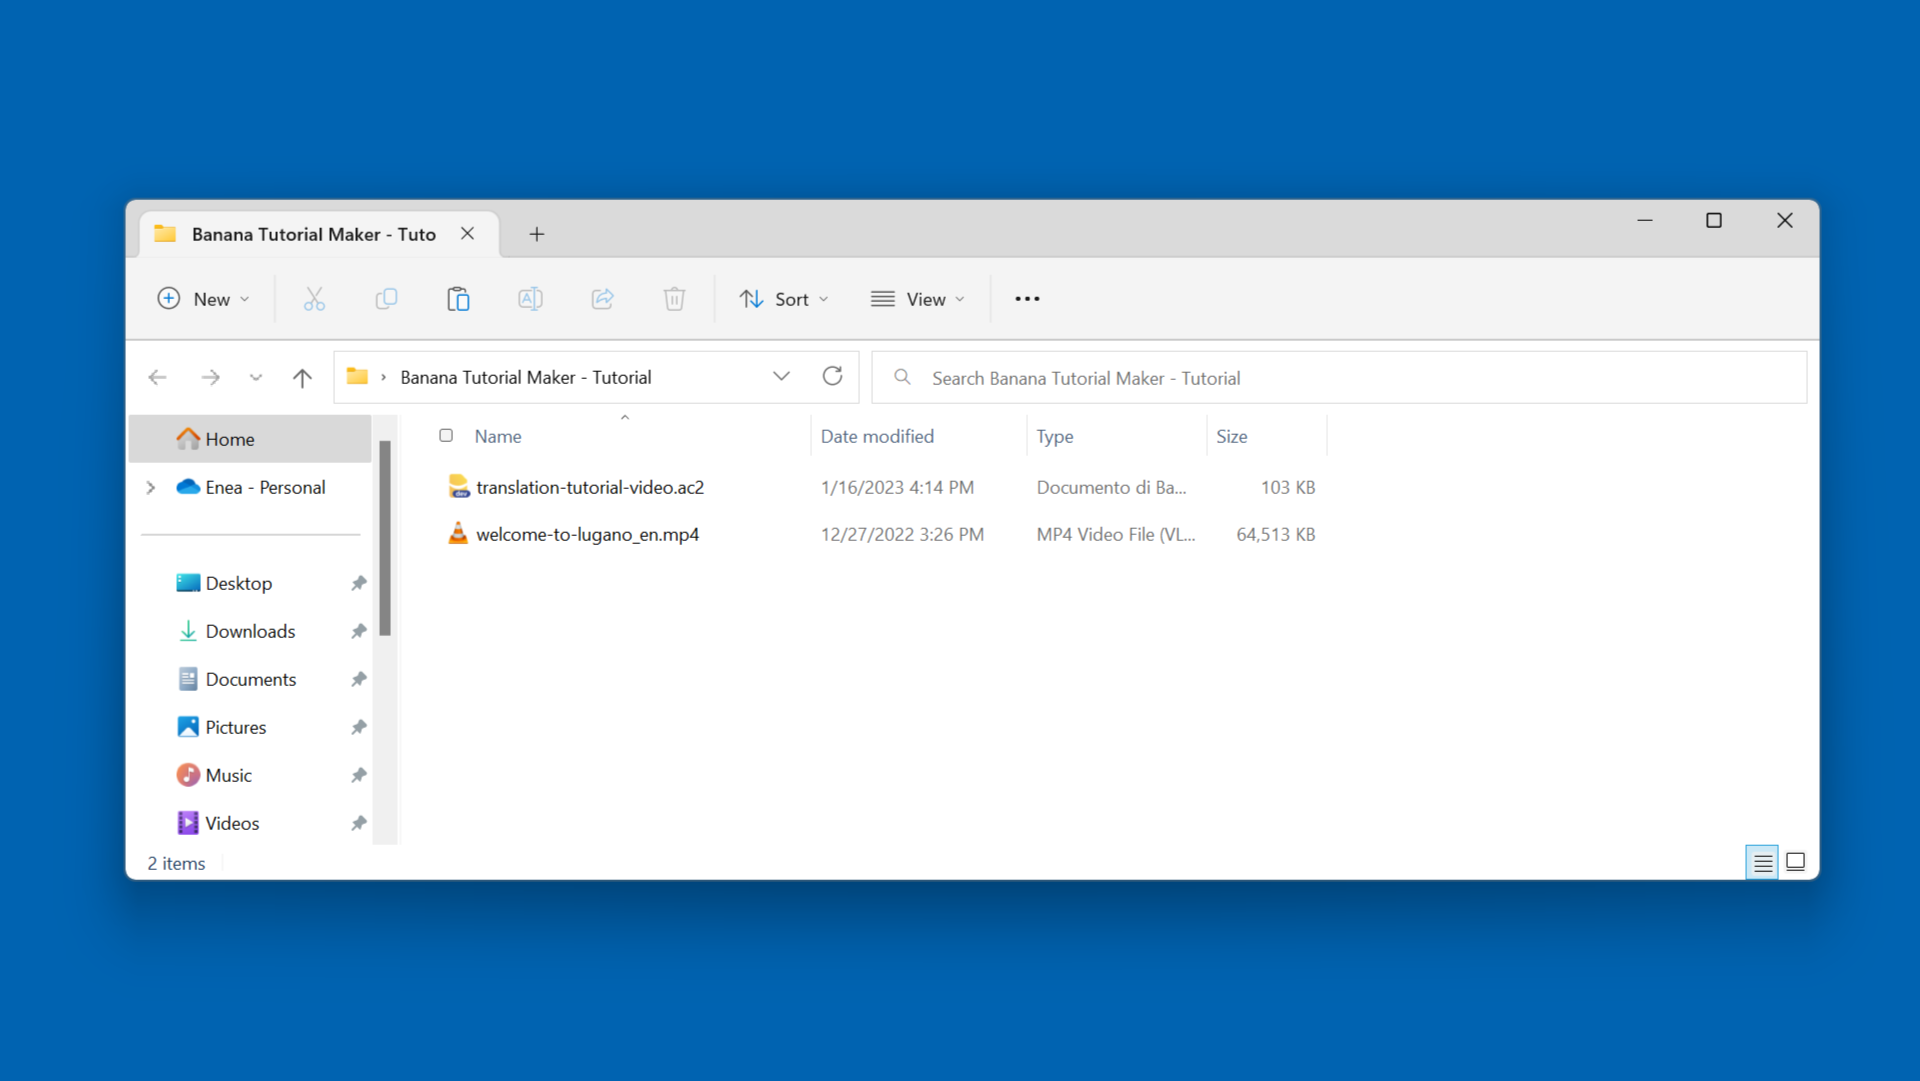 Banana Tutorial Maker - Tuto
New
Sort
View
Banana Tutorial Maker - Tutorial
Search Banana Tutorial Maker - Tutorial
Home
Enea - Personal
Desktop
Downloads
Documents
Pictures
Music
Videos
Name Date modified Type Size
translation-tutorial-video.ac2 1/16/2023 4:14 PM Documento di Ba... 103 KB
welcome-to-lugano_en.mp4 12/27/2022 3:26 PM MP4 Video File (VL... 64,513 KB
2 items